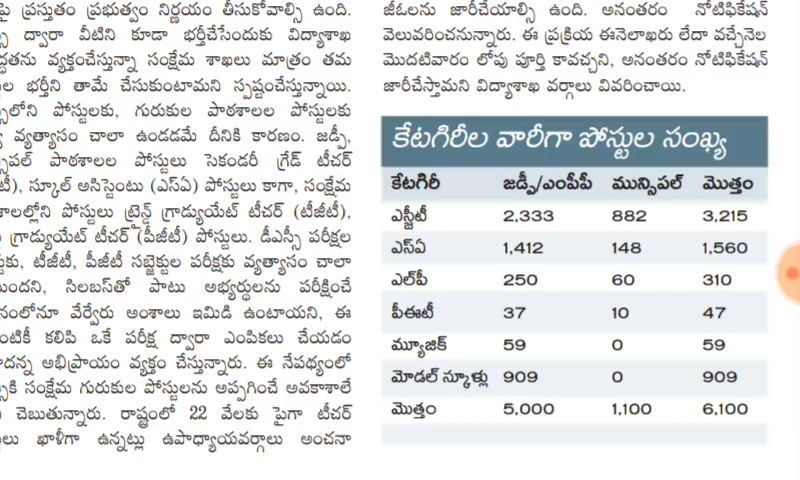 పై ప్రస్తుతం ప్రభుత్వం నిర్ణయం తీసుకోవాల్సి ఉంది.
ద్వారా వీటిని కూడా భర్తీచేసేందుకు విద్యాశాఖ
వ్యక్తంచేస్తున్నా సంక్షేమ శాఖలు మాత్రం తమ
భర్తీని తామే చేసుకుంటామని స్పష్టంచేస్తున్నాయి.
పోస్టులకు, గురుకుల పాఠశాలల పోస్టులకు
వ్యత్యాసం చాలా ఉండడమే దీనికి కారణం. జడ్పీ,
పాఠశాలల పోస్టులు సెకండరీ గ్రేడ్ టీచర్
స్కూల్ అసిస్టెంటు (ఎస్ఏ) పోస్టులు కాగా, సంక్షేమ
పోస్టులు ట్రైన్డ్ గ్రాడ్యుయేట్ టీచర్ (టీజీటీ),
గ్రాడ్యుయేట్ టీచర్ (పీజీటీ) పోస్టులు. డీఎస్సీ పరీక్షల
టీజీటీ, పీజీటీ సబ్జెక్టుల పరీక్షకు వ్యత్యాసం చాలా
సిలబస్‌తో పాటు అభ్యర్థులను పరీక్షించే
వేర్వేరు అంశాలు ఇమిడి ఉంటాయని, ఈ
కలిపి ఒకే పరీక్ష ద్వారా ఎంపికలు చేయడం
అభిప్రాయం వ్యక్తం చేస్తున్నారు. ఈ నేపథ్యంలో
సంక్షేమ గురుకుల పోస్టులను అప్పగించే అవకాశాలే
చెబుతున్నారు. రాష్ట్రంలో 22 వేలకు పైగా టీచర్
ఖాళీగా ఉన్నట్లు ఉపాధ్యాయవర్గాలు అంచనా
జీఓలను జారీచేయాల్సి ఉంది. అనంతరం నోటిఫికేషన్
వెలువరించనున్నారు. ఈ ప్రక్రియ ఈనెలాఖరు లేదా వచ్చేనెల
మొదటివారం లోపు పూర్తి కావచ్చని, అనంతరం నోటిఫికేషన్
జారీచేస్తామని విద్యాశాఖ వర్గాలు వివరించాయి.
కేటగిరీల వారీగా పోస్టుల సంఖ్య
కేటగిరీ జడ్పీ/ఎంపీపీ మున్సిపల్ మొత్తం
ఎస్జీటీ 2,333 882 3,215
ఎస్ఏ 1,412 148 1,560
ఎల్‌పీ 250 60 310
పీఈటీ 37 10 47
మ్యూజిక్ 59 0 59
మోడల్ స్కూళ్లు 909 0 909
మొత్తం 5,000 1,100 6,100